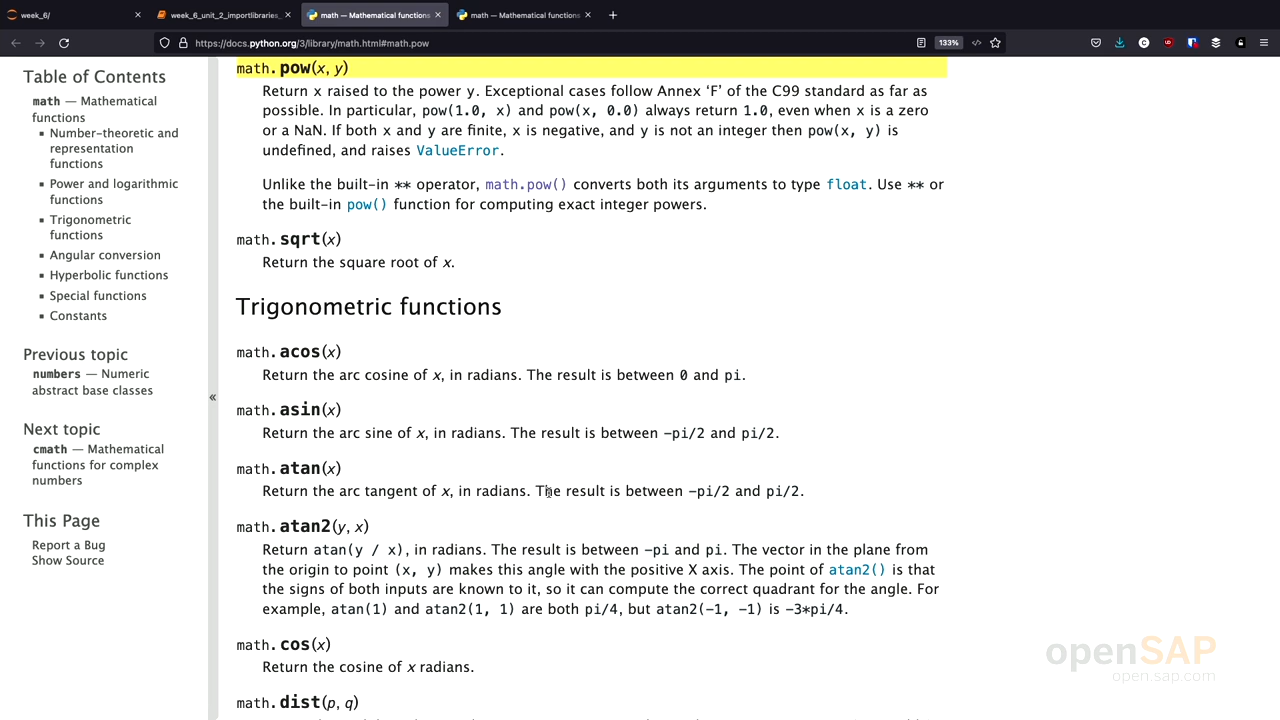 week_6/
week_6_unit_2_importlibraries_
math — Mathematical functions
math — Mathematical functions
https://docs.python.org/3/library/math.html#math.pow
133%
Table of Contents
math — Mathematical
functions
Number-theoretic and
representation
functions
Power and logarithmic
functions
Trigonometric
functions
Angular conversion
Hyperbolic functions
Special functions
Constants
Previous topic
numbers — Numeric
abstract base classes
Next topic
cmath — Mathematical
functions for complex
numbers
This Page
Report a Bug
Show Source
«
math.pow(x, y)
Return x raised to the power y. Exceptional cases follow Annex ‘F’ of the C99 standard as far as
possible. In particular, pow(1.0, x) and pow(x, 0.0) always return 1.0, even when x is a zero
or a NaN. If both x and y are finite, x is negative, and y is not an integer then pow(x, y) is
undefined, and raises ValueError.
Unlike the built-in ** operator, math.pow() converts both its arguments to type float. Use ** or
the built-in pow() function for computing exact integer powers.
math.sqrt(x)
Return the square root of x.
Trigonometric functions
math.acos(x)
Return the arc cosine of x, in radians. The result is between 0 and pi.
math.asin(x)
Return the arc sine of x, in radians. The result is between -pi/2 and pi/2.
math.atan(x)
Return the arc tangent of x, in radians. The result is between -pi/2 and pi/2.
math.atan2(y, x)
Return atan(y / x), in radians. The result is between -pi and pi. The vector in the plane from
the origin to point (x, y) makes this angle with the positive X axis. The point of atan2() is that
the signs of both inputs are known to it, so it can compute the correct quadrant for the angle. For
example, atan(1) and atan2(1, 1) are both pi/4, but atan2(-1, -1) is -3*pi/4.
math.cos(x)
Return the cosine of x radians.
math.dist(p, q)
openSAP
open.sap.com